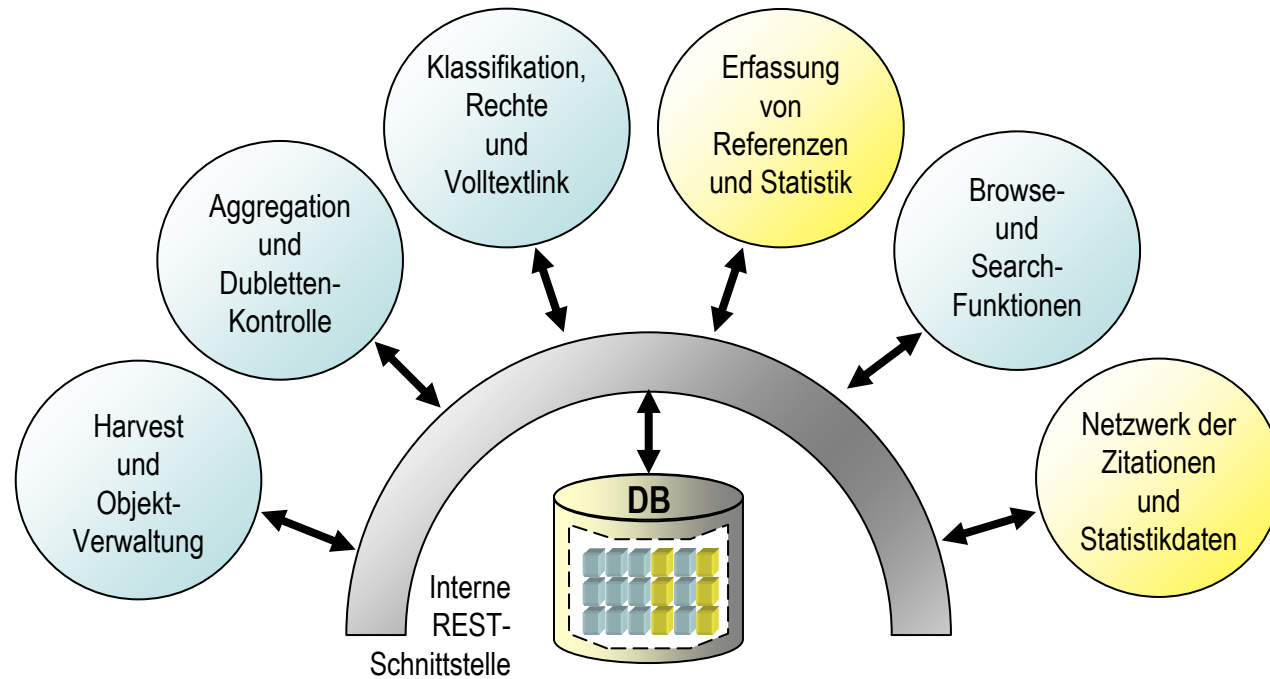 Klassifikation,
Rechte
und
Volltextlink
Erfassung
von
Referenzen
und Statistik
Aggregation
und
Dubletten-
Kontrolle
Browse-
und
Search-
Funktionen
Harvest
und
Objekt-
Verwaltung
Netzwerk der
Zitationen
und
Statistikdaten
DB
Interne
REST-
Schnittstelle